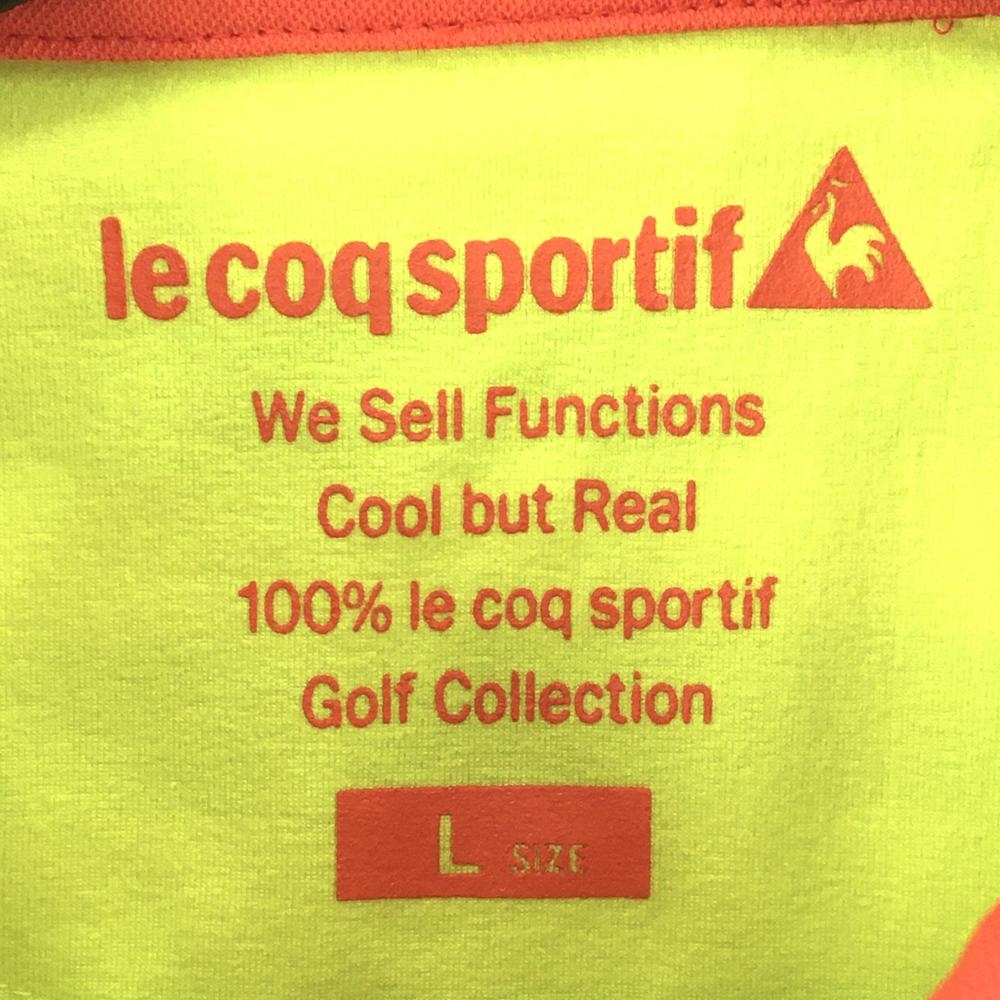 le coq sportif
We Sell Functions
Cool but Real
100% le coq sportif
Golf Collection
L SIZE